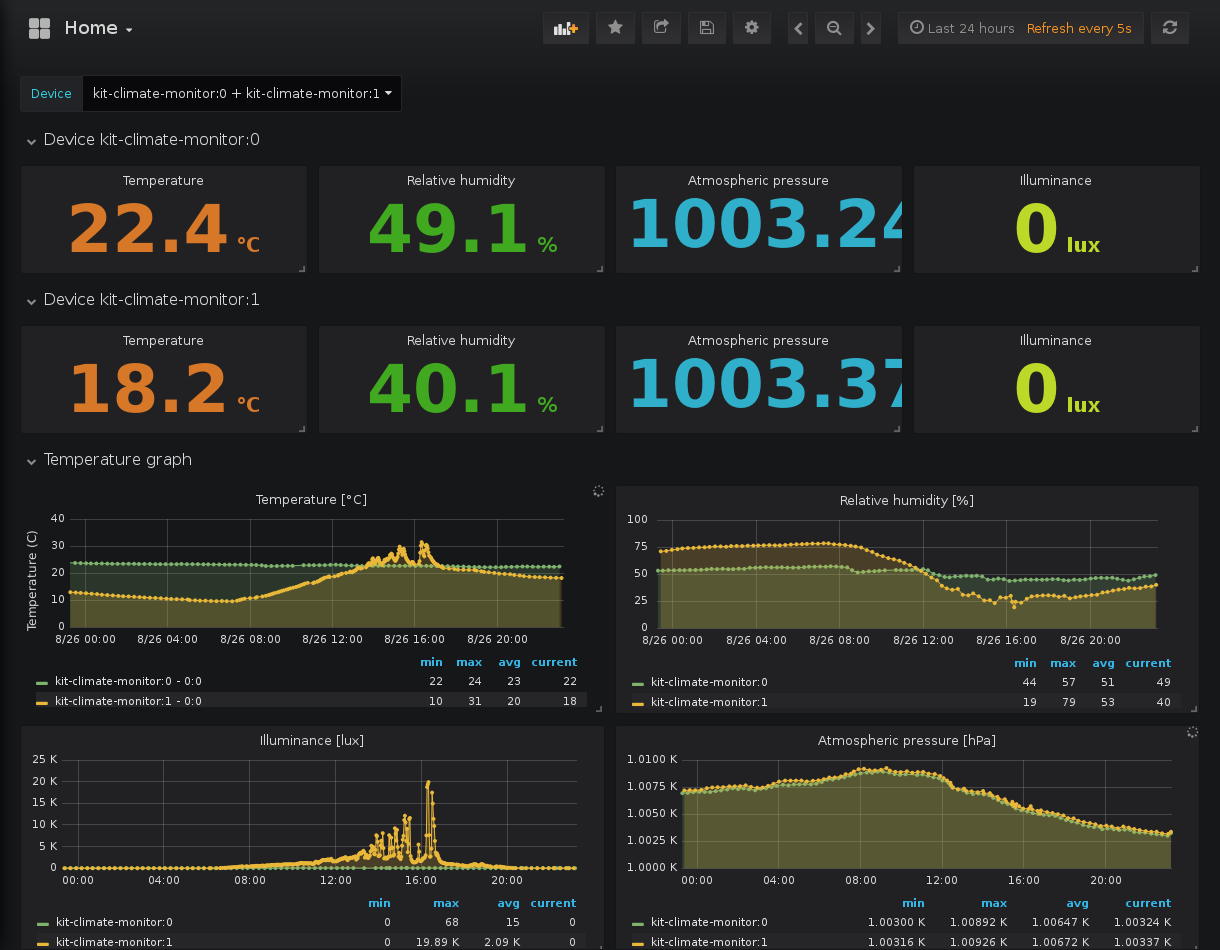 Home
Last 24 hours Refresh every 5s
Device kit-climate-monitor:0 + kit-climate-monitor:1
Device kit-climate-monitor:0
Temperature Relative humidity Atmospheric pressure Illuminance
22.4 °C 49.1 % 1003.24 0 lux
Device kit-climate-monitor:1
Temperature Relative humidity Atmospheric pressure Illuminance
18.2 °C 40.1 % 1003.37 0 lux
Temperature graph
Temperature [°C]
Temperature (C)
40
30
20
10
0
8/26 00:00 8/26 04:00 8/26 08:00 8/26 12:00 8/26 16:00 8/26 20:00
min max avg current
kit-climate-monitor:0 - 0:0 22 24 23 22
kit-climate-monitor:1 - 0:0 10 31 20 18
Relative humidity [%]
100
75
50
25
0
8/26 00:00 8/26 04:00 8/26 08:00 8/26 12:00 8/26 16:00 8/26 20:00
min max avg current
kit-climate-monitor:0 44 57 51 49
kit-climate-monitor:1 19 79 53 40
Illuminance [lux]
25 K
20 K
15 K
10 K
5 K
0
00:00 04:00 08:00 12:00 16:00 20:00
min max avg current
kit-climate-monitor:0 0 68 15 0
kit-climate-monitor:1 0 19.89 K 2.09 K 0
Atmospheric pressure [hPa]
1.0100 K
1.0075 K
1.0050 K
1.0025 K
1.0000 K
00:00 04:00 08:00 12:00 16:00 20:00
min max avg current
kit-climate-monitor:0 1.00300 K 1.00892 K 1.00647 K 1.00324 K
kit-climate-monitor:1 1.00316 K 1.00926 K 1.00672 K 1.00337 K